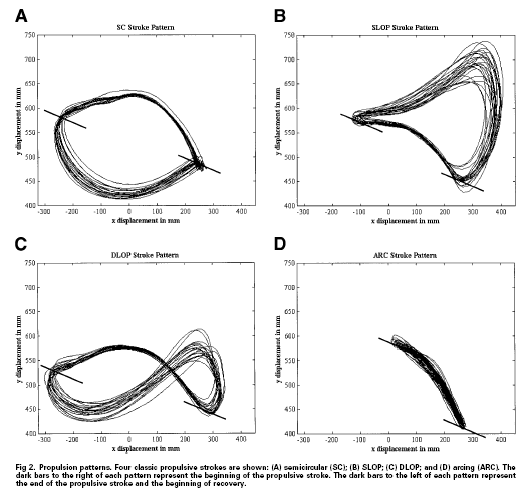 A
SC Stroke Pattern
750
700
650
600
550
500
450
400
y displacement in mm
-300 -200 -100 0 100 200 300 400
x displacement in mm
B
SLOP Stroke Pattern
750
700
650
600
550
500
450
400
y displacement in mm
-300 -200 -100 0 100 200 300 400
x displacement in mm
C
DLOP Stroke Pattern
750
700
650
600
550
500
450
400
y displacement in mm
-300 -200 -100 0 100 200 300 400
x displacement in mm
D
ARC Stroke Pattern
750
700
650
600
550
500
450
400
y displacement in mm
-300 -200 -100 0 100 200 300 400
x displacement in mm
Fig 2. Propulsion patterns. Four classic propulsive strokes are shown: (A) semicircular (SC); (B) SLOP; (C) DLOP; and (D) arcing (ARC). The
dark bars to the right of each pattern represent the beginning of the propulsive stroke. The dark bars to the left of each pattern represent
the end of the propulsive stroke and the beginning of recovery.